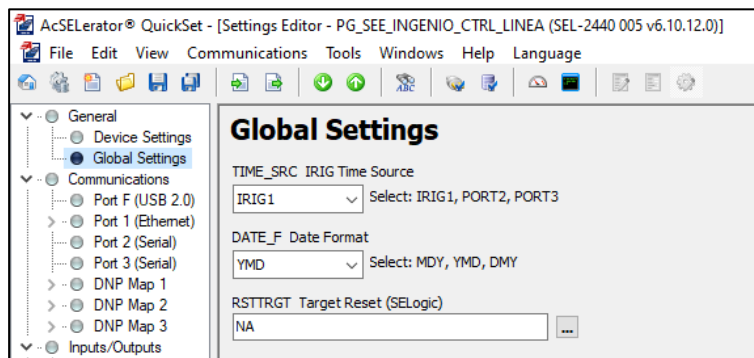 AcSELerator® QuickSet - [Settings Editor - PG_SEE_INGENIO_CTRL_LINEA (SEL-2440 005 v6.10.12.0)]
File Edit View Communications Tools Windows Help Language
ABC
General
Device Settings
Global Settings
Communications
Port F (USB 2.0)
Port 1 (Ethernet)
Port 2 (Serial)
Port 3 (Serial)
DNP Map 1
DNP Map 2
DNP Map 3
Inputs/Outputs
Global Settings
TIME_SRC IRIG Time Source
IRIG1 Select: IRIG1, PORT2, PORT3
DATE_F Date Format
YMD Select: MDY, YMD, DMY
RSTTRGT Target Reset (SELogic)
NA ...